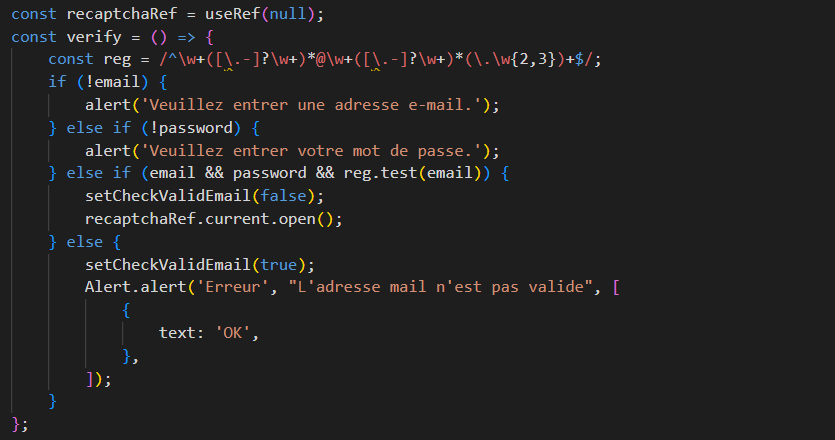 const recaptchaRef = useRef(null);
const verify = () => {
    const reg = /^\w+([\.-]?\w+)*@\w+([\.-]?\w+)*(\.\w{2,3})+$/;
    if (!email) {
        alert('Veuillez entrer une adresse e-mail.');
    } else if (!password) {
        alert('Veuillez entrer votre mot de passe.');
    } else if (email && password && reg.test(email)) {
        setCheckValidEmail(false);
        recaptchaRef.current.open();
    } else {
        setCheckValidEmail(true);
        Alert.alert('Erreur', "L'adresse mail n'est pas valide", [
            {
                text: 'OK',
            },
        ]);
    }
};